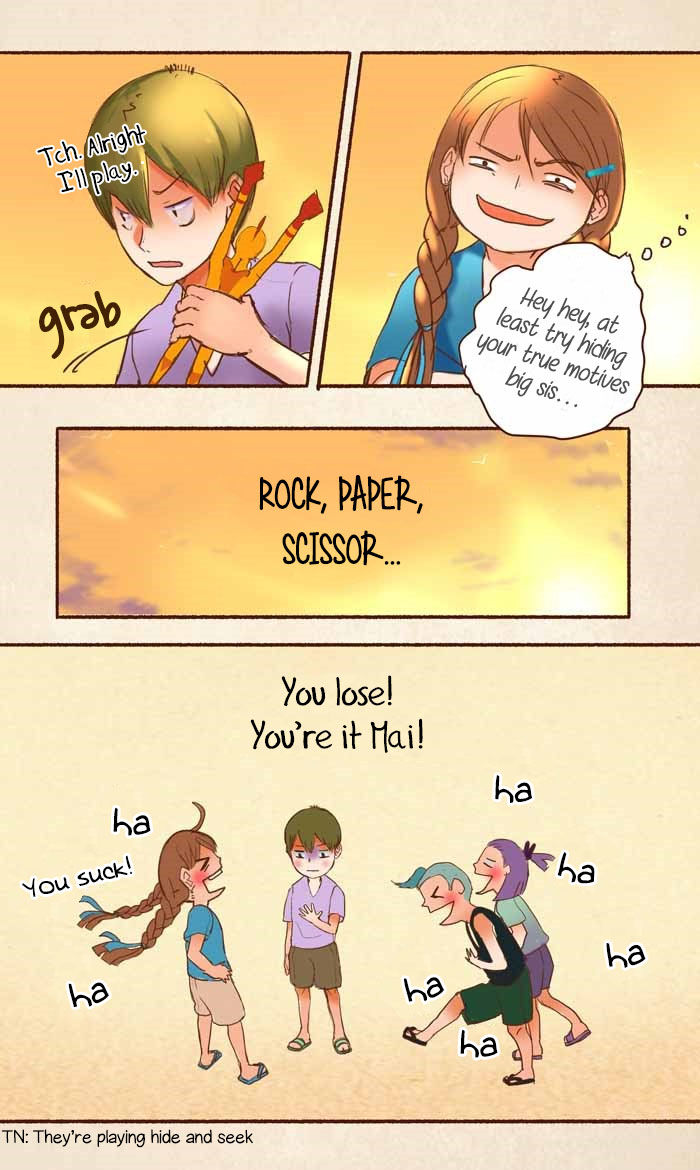 Tch. Alright
I'll play.
grab
Hey hey, at
least try hiding
your true motives
big sis...
ROCK, PAPER,
SCISSOR...
You lose!
You're it Mai!
ha
You suck!
ha
ha
ha
ha
ha
ha
TN: They're playing hide and seek